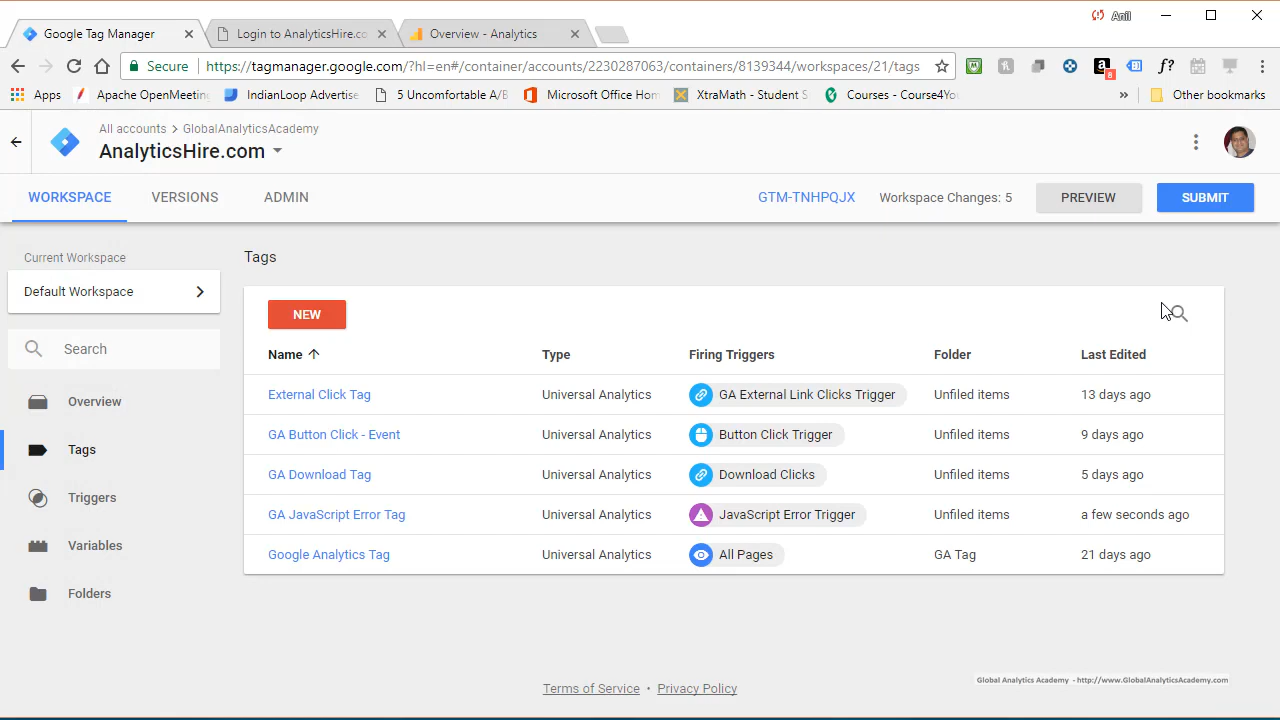 Anil
Google Tag Manager
Login to AnalyticsHire.co
Overview - Analytics
Secure
https://tagmanager.google.com/?hl=en#/container/accounts/2230287063/containers/8139344/workspaces/21/tags
8
f?
Apps
Apache OpenMeeting
IndianLoop Advertise
5 Uncomfortable A/B
Microsoft Office Hom
XtraMath - Student S
Courses - Course4You
»
Other bookmarks
All accounts > GlobalAnalyticsAcademy
AnalyticsHire.com
WORKSPACE
VERSIONS
ADMIN
GTM-TNHPQJX
Workspace Changes: 5
PREVIEW
SUBMIT
Current Workspace
Default Workspace
Search
Overview
Tags
Triggers
Variables
Folders
Tags
NEW
Name Type Firing Triggers Folder Last Edited
External Click Tag Universal Analytics GA External Link Clicks Trigger Unfiled items 13 days ago
GA Button Click - Event Universal Analytics Button Click Trigger Unfiled items 9 days ago
GA Download Tag Universal Analytics Download Clicks Unfiled items 5 days ago
GA JavaScript Error Tag Universal Analytics JavaScript Error Trigger Unfiled items a few seconds ago
Google Analytics Tag Universal Analytics All Pages GA Tag 21 days ago
Terms of Service • Privacy Policy
Global Analytics Academy - http://www.GlobalAnalyticsAcademy.com